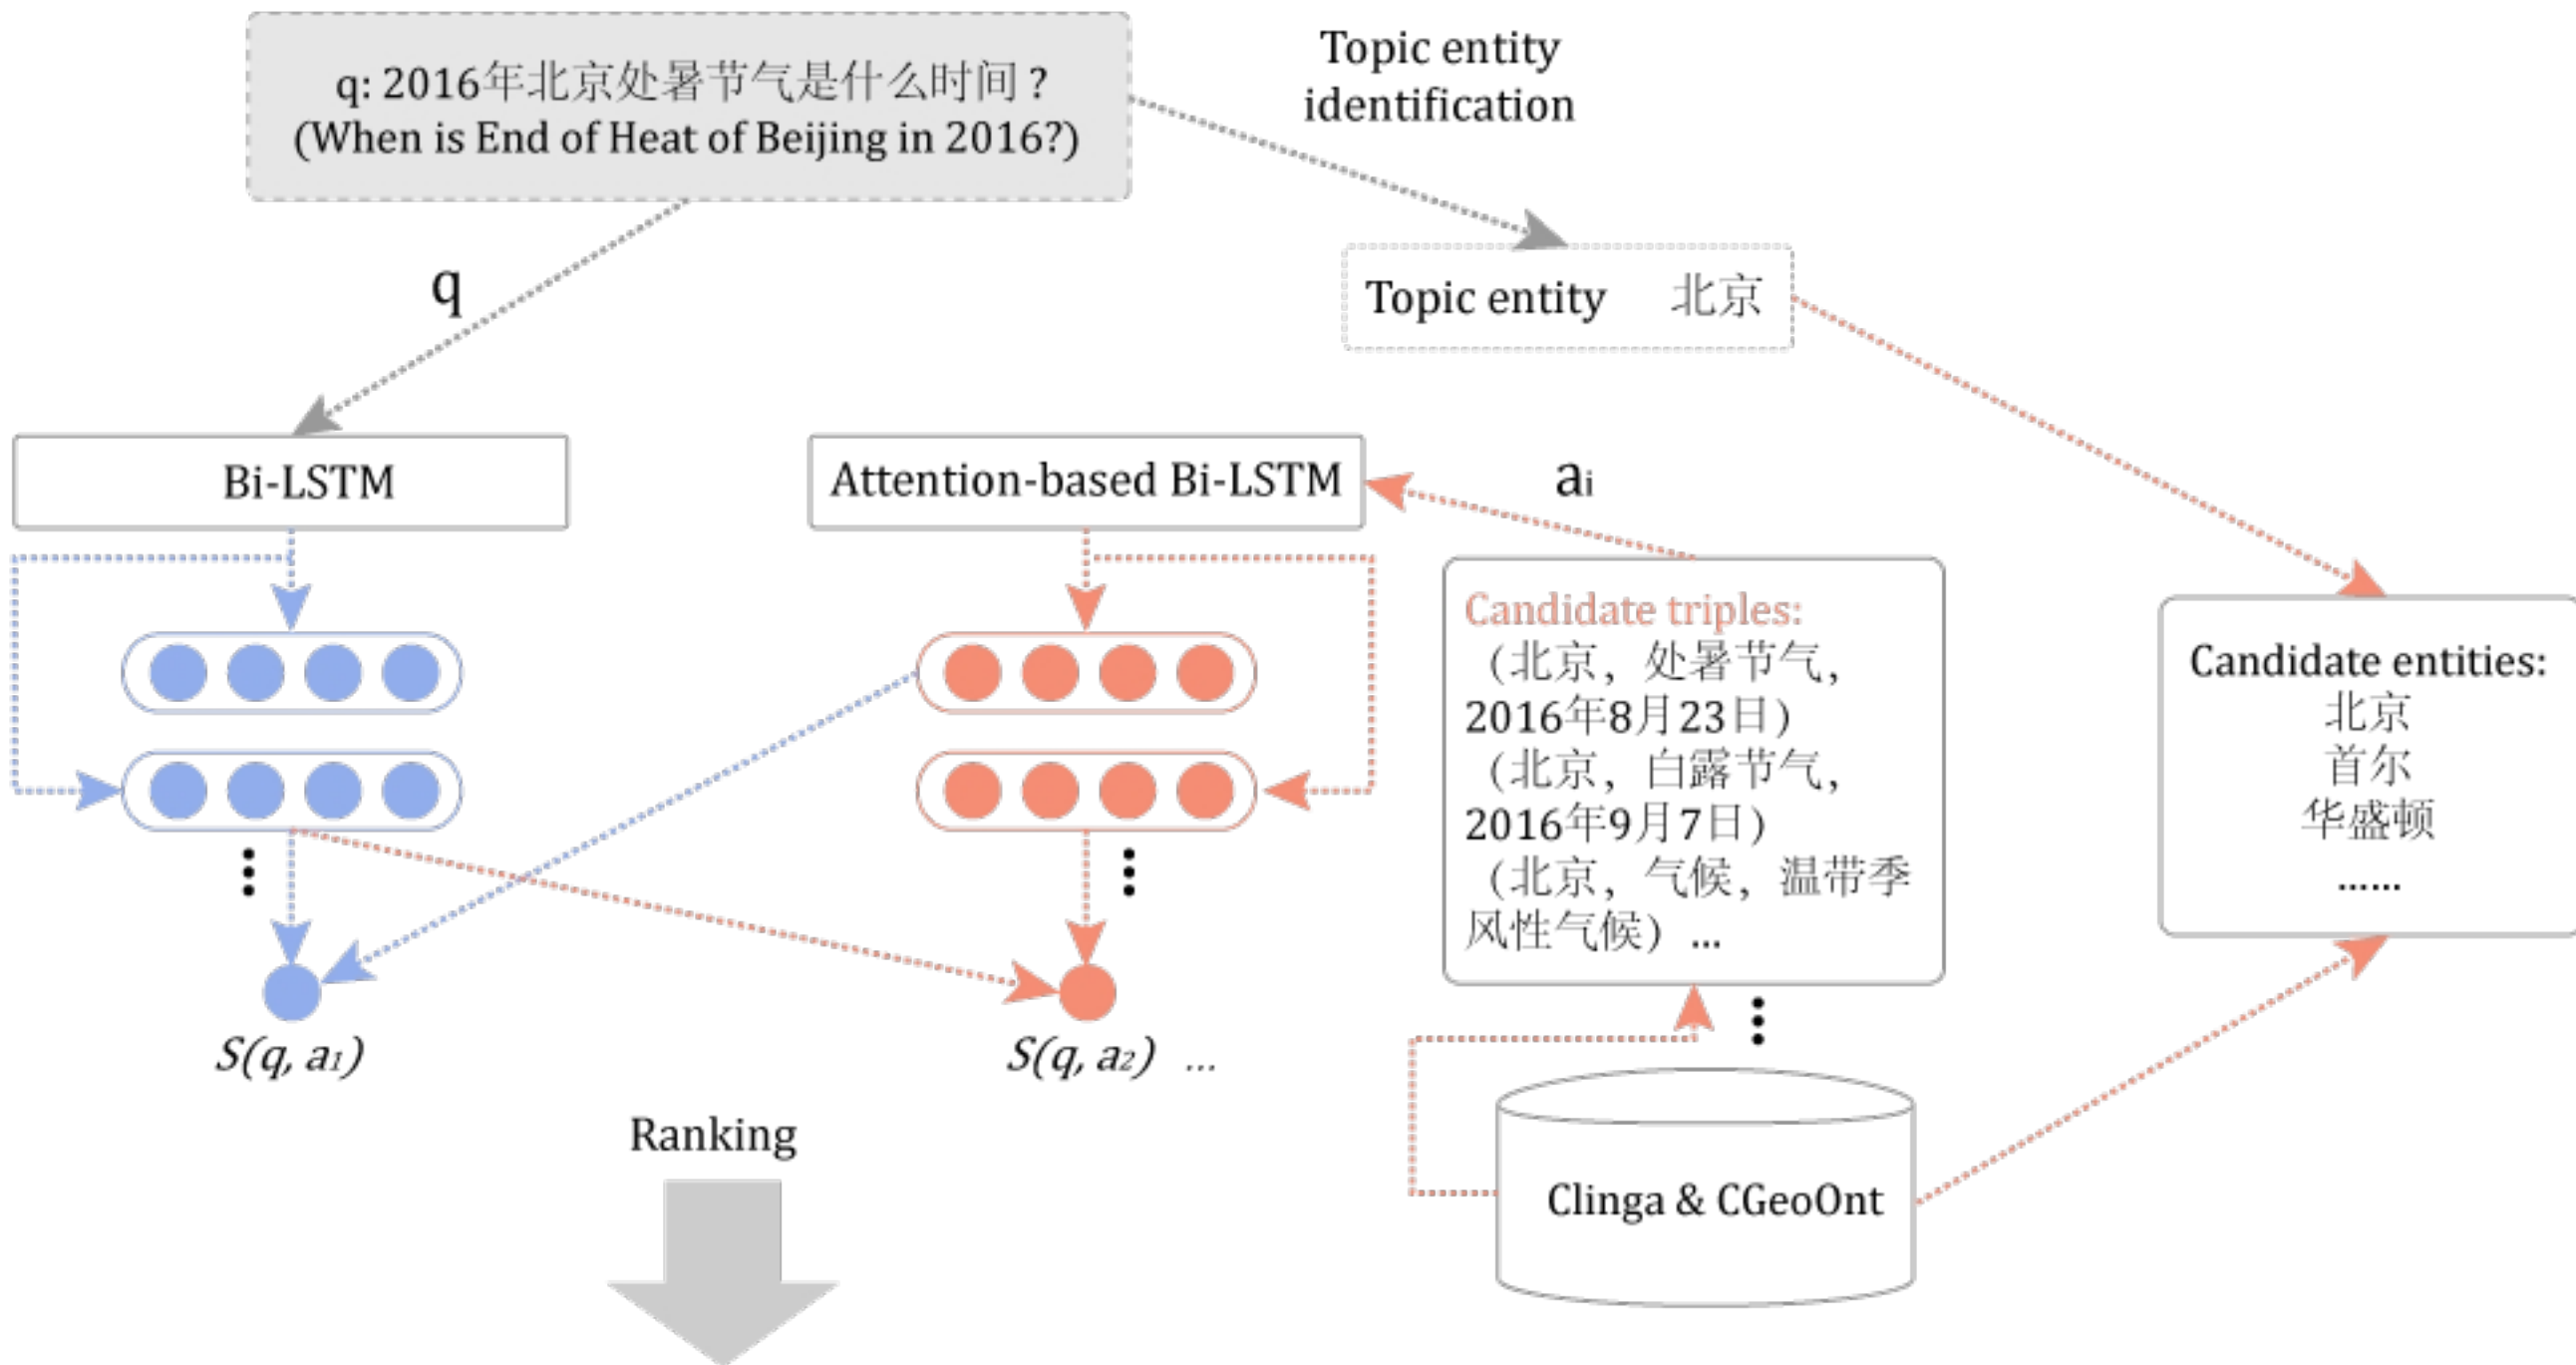 q: 2016年北京处暑节气是什么时间？
(When is End of Heat of Beijing in 2016?)
Topic entity
identification
q
Topic entity 北京
Bi-LSTM
Attention-based Bi-LSTM
ai
Candidate triples:
（北京，处暑节气，
2016年8月23日）
（北京，白露节气，
2016年9月7日）
（北京，气候，温带季
风性气候）...
Candidate entities:
北京
首尔
华盛顿
......
S(q, a1)
S(q, a2) ...
Ranking
Clinga & CGeoOnt